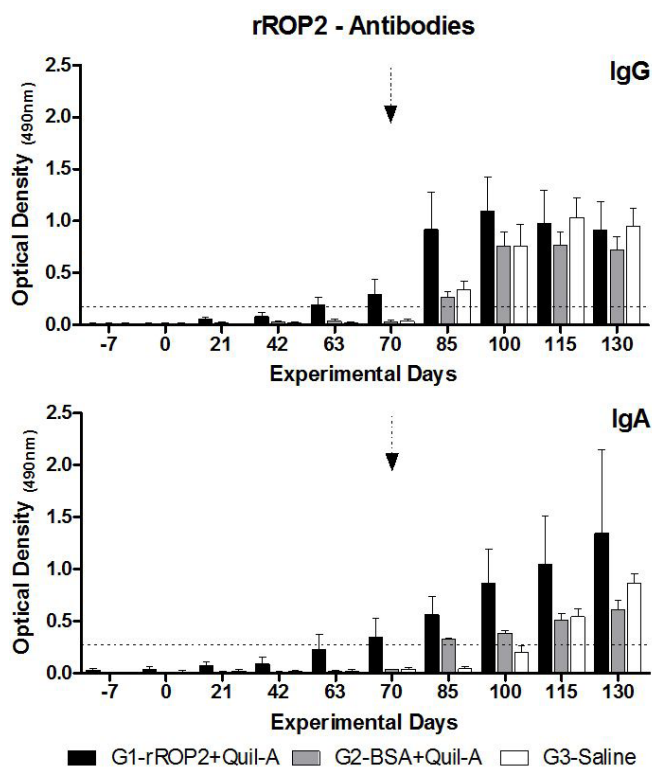 rROP2 - Antibodies
IgG
Optical Density (490nm)
2.5
2.0
1.5
1.0
0.5
0.0
-7 0 21 42 63 70 85 100 115 130
Experimental Days
IgA
Optical Density (490nm)
2.5
2.0
1.5
1.0
0.5
0.0
-7 0 21 42 63 70 85 100 115 130
Experimental Days
G1-rROP2+Quil-A G2-BSA+Quil-A G3-Saline